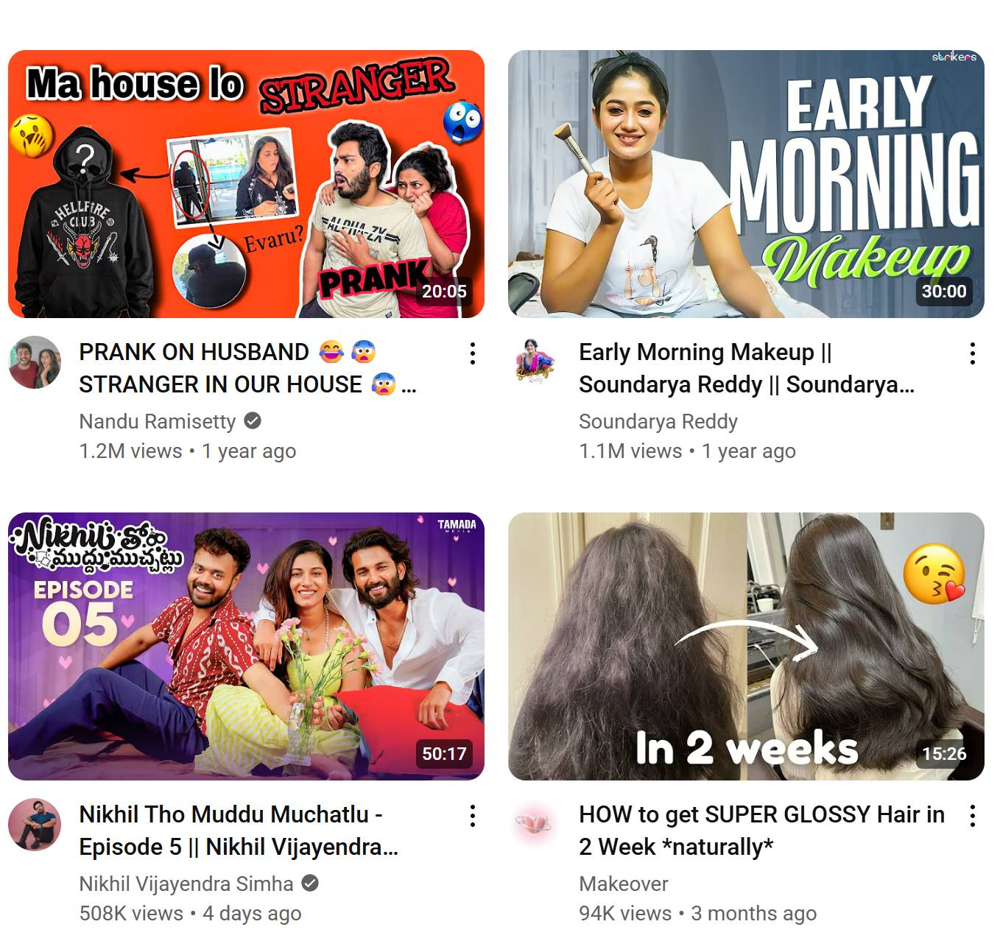 Ma house lo STRANGER
?
HELLFIRE
CLUB
Evaru?
ALPHA-ZX
PRANK
20:05
strikers
EARLY
MORNING
Makeup
30:00
PRANK ON HUSBAND 😂 😰
STRANGER IN OUR HOUSE 😰...
Nandu Ramisetty
1.2M views • 1 year ago
Early Morning Makeup ||
Soundarya Reddy || Soundarya...
Soundarya Reddy
1.1M views • 1 year ago
Nikhil తో
ముద్దు ముచ్చట్లు
EPISODE
05
TAMADA
MEDIA
50:17
In 2 weeks
15:26
Nikhil Tho Muddu Muchatlu -
Episode 5 || Nikhil Vijayendra...
Nikhil Vijayendra Simha
508K views • 4 days ago
HOW to get SUPER GLOSSY Hair in
2 Week *naturally*
Makeover
94K views • 3 months ago